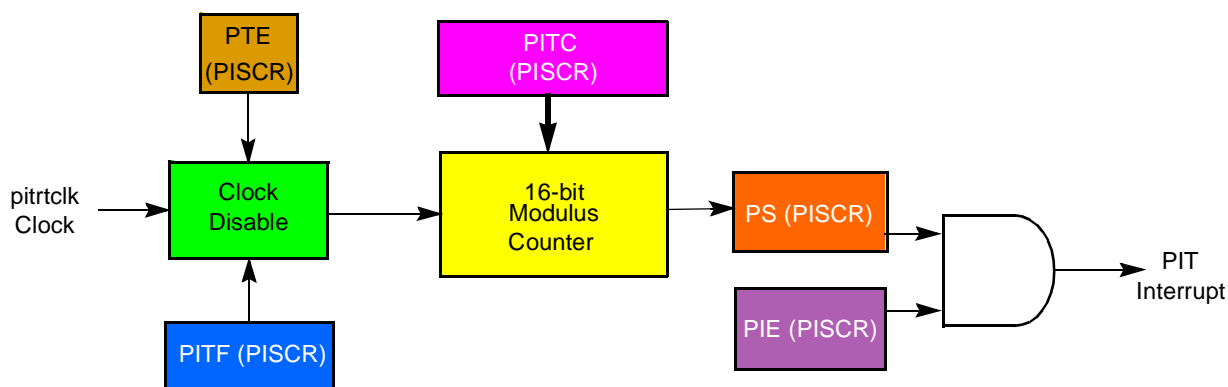 PTE
(PISCR)
PITC
(PISCR)
pitrtclk
Clock
Clock
Disable
16-bit
Modulus
Counter
PS (PISCR)
PIT
Interrupt
PITF (PISCR)
PIE (PISCR)